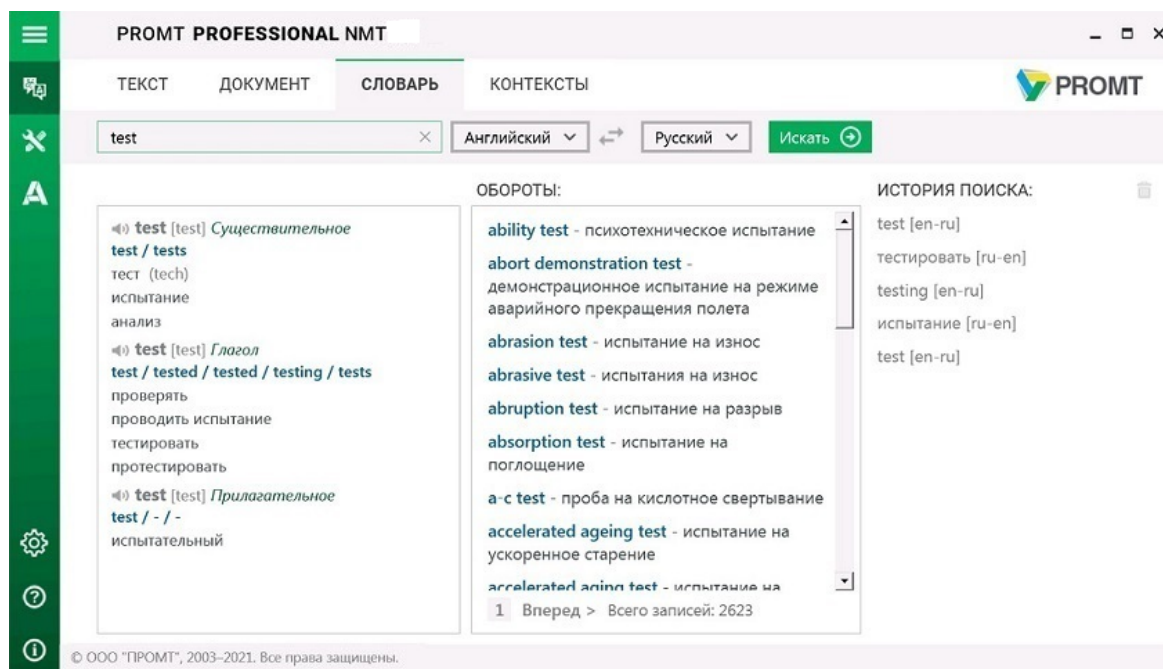 PROMT PROFESSIONAL NMT
ТЕКСТ ДОКУМЕНТ СЛОВАРЬ КОНТЕКСТЫ
PROMT
test
Английский
Русский
Искать
test [test] Существительное
test / tests
тест (tech)
испытание
анализ
test [test] Глагол
test / tested / tested / testing / tests
проверять
проводить испытание
тестировать
протестировать
test [test] Прилагательное
test / - / -
испытательный
ОБОРОТЫ:
ability test - психотехническое испытание
abort demonstration test -
демонстрационное испытание на режиме
аварийного прекращения полета
abrasion test - испытание на износ
abrasive test - испытания на износ
abruption test - испытание на разрыв
absorption test - испытание на
поглощение
a-c test - проба на кислотное свертывание
accelerated ageing test - испытание на
ускоренное старение
accelerated aging test - испытание на
1 Вперед > Всего записей: 2623
ИСТОРИЯ ПОИСКА:
test [en-ru]
тестировать [ru-en]
testing [en-ru]
испытание [ru-en]
test [en-ru]
© ООО "ПРОМТ", 2003–2021. Все права защищены.